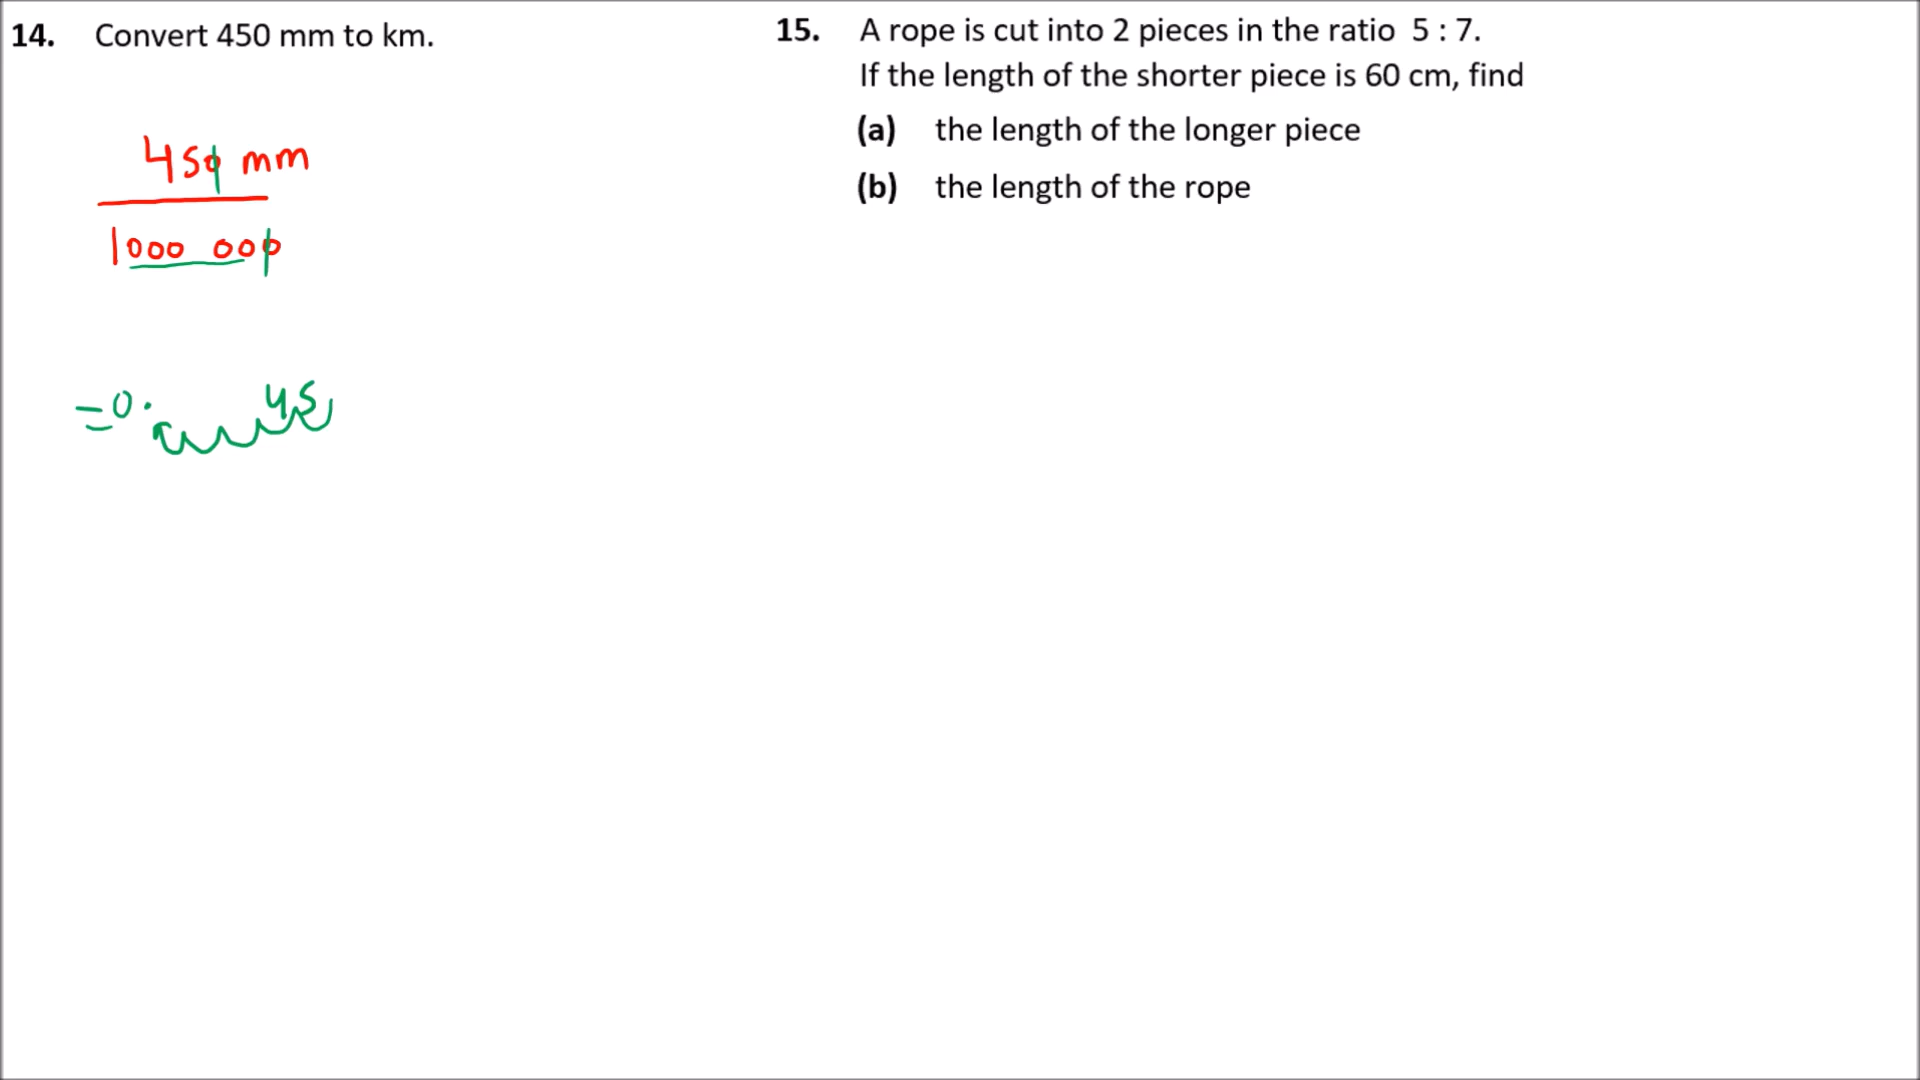 14. Convert 450 mm to km.
450 mm
1000 000
= 0. 45
15. A rope is cut into 2 pieces in the ratio 5 : 7.
If the length of the shorter piece is 60 cm, find
(a) the length of the longer piece
(b) the length of the rope